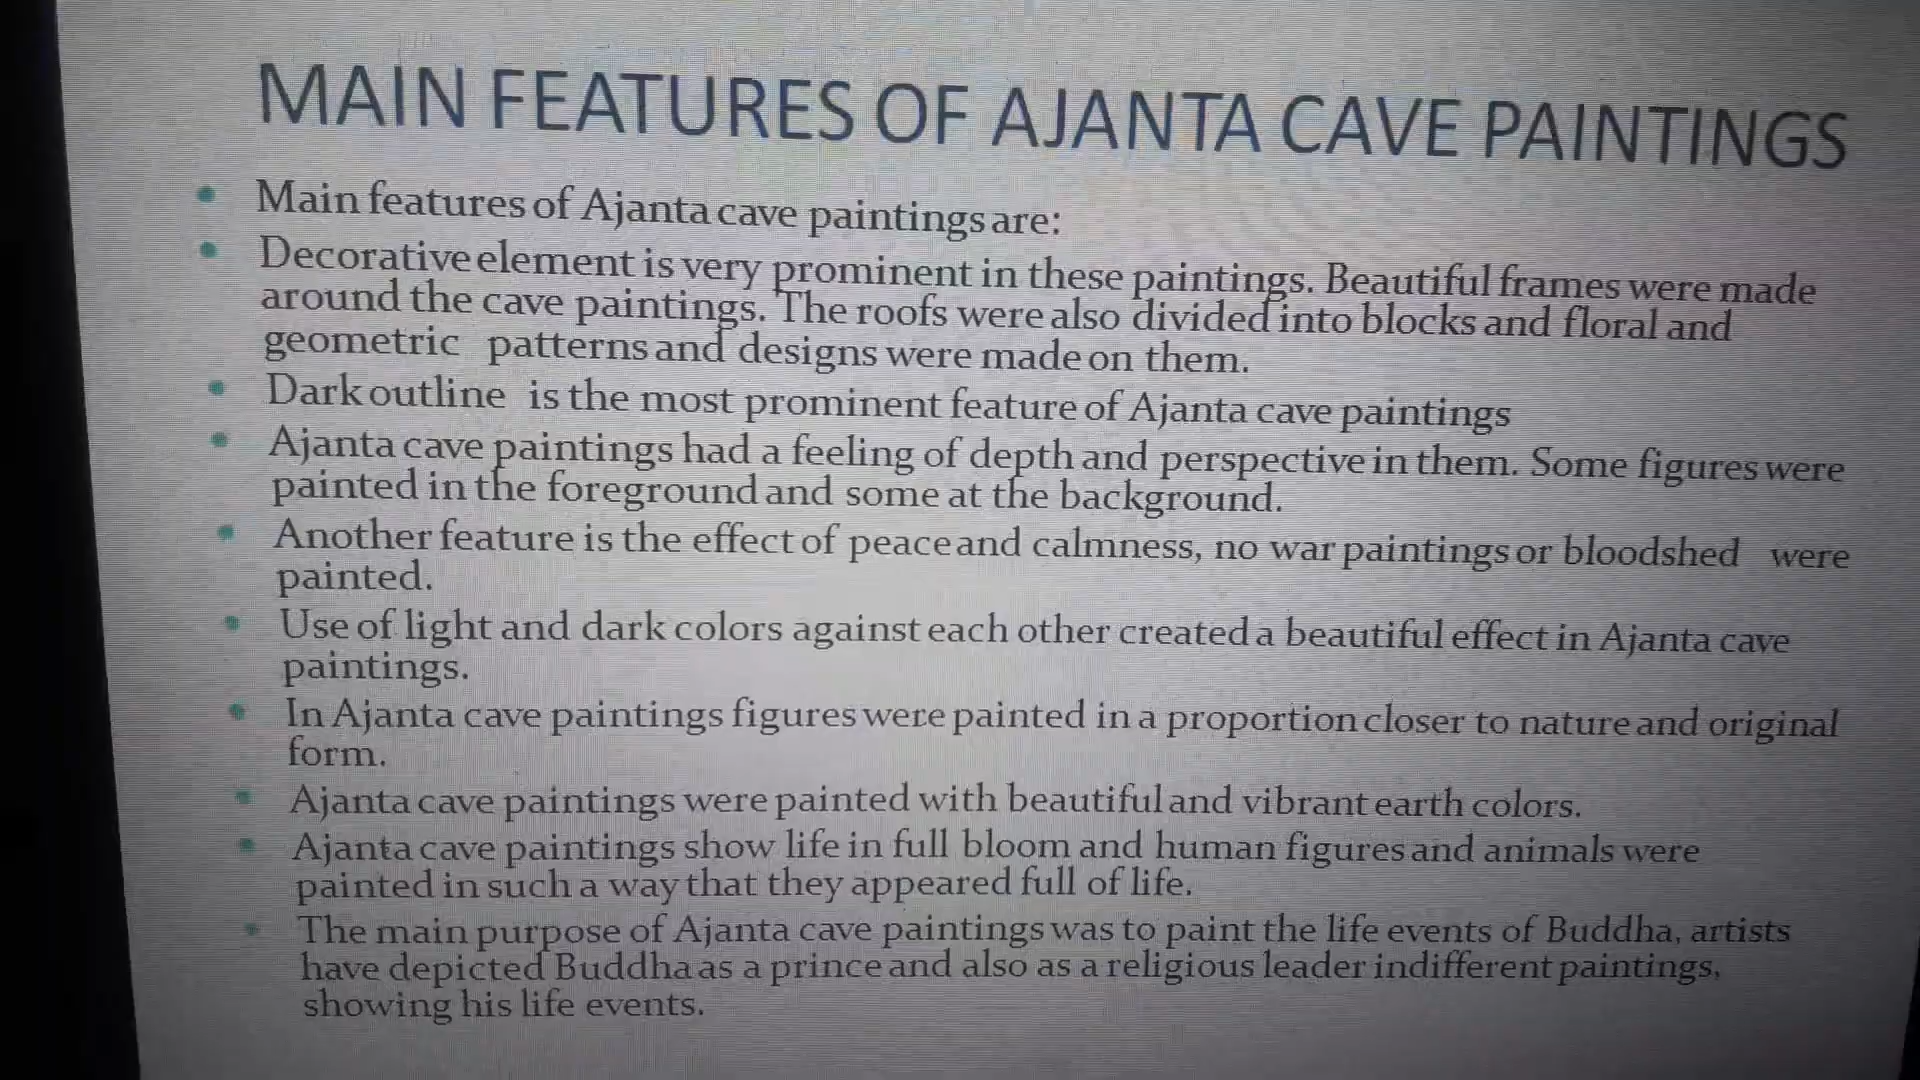 MAIN FEATURES OF AJANTA CAVE PAINTINGS
• Main features of Ajanta cave paintings are:
• Decorative element is very prominent in these paintings. Beautiful frames were made
around the cave paintings. The roofs were also divided into blocks and floral and
geometric patterns and designs were made on them.
• Dark outline is the most prominent feature of Ajanta cave paintings
• Ajanta cave paintings had a feeling of depth and perspective in them. Some figures were
painted in the foreground and some at the background.
• Another feature is the effect of peace and calmness, no war paintings or bloodshed were
painted.
• Use of light and dark colors against each other created a beautiful effect in Ajanta cave
paintings.
• In Ajanta cave paintings figures were painted in a proportion closer to nature and original
form.
• Ajanta cave paintings were painted with beautiful and vibrant earth colors.
• Ajanta cave paintings show life in full bloom and human figures and animals were
painted in such a way that they appeared full of life.
• The main purpose of Ajanta cave paintings was to paint the life events of Buddha, artists
have depicted Buddha as a prince and also as a religious leader indifferent paintings,
showing his life events.